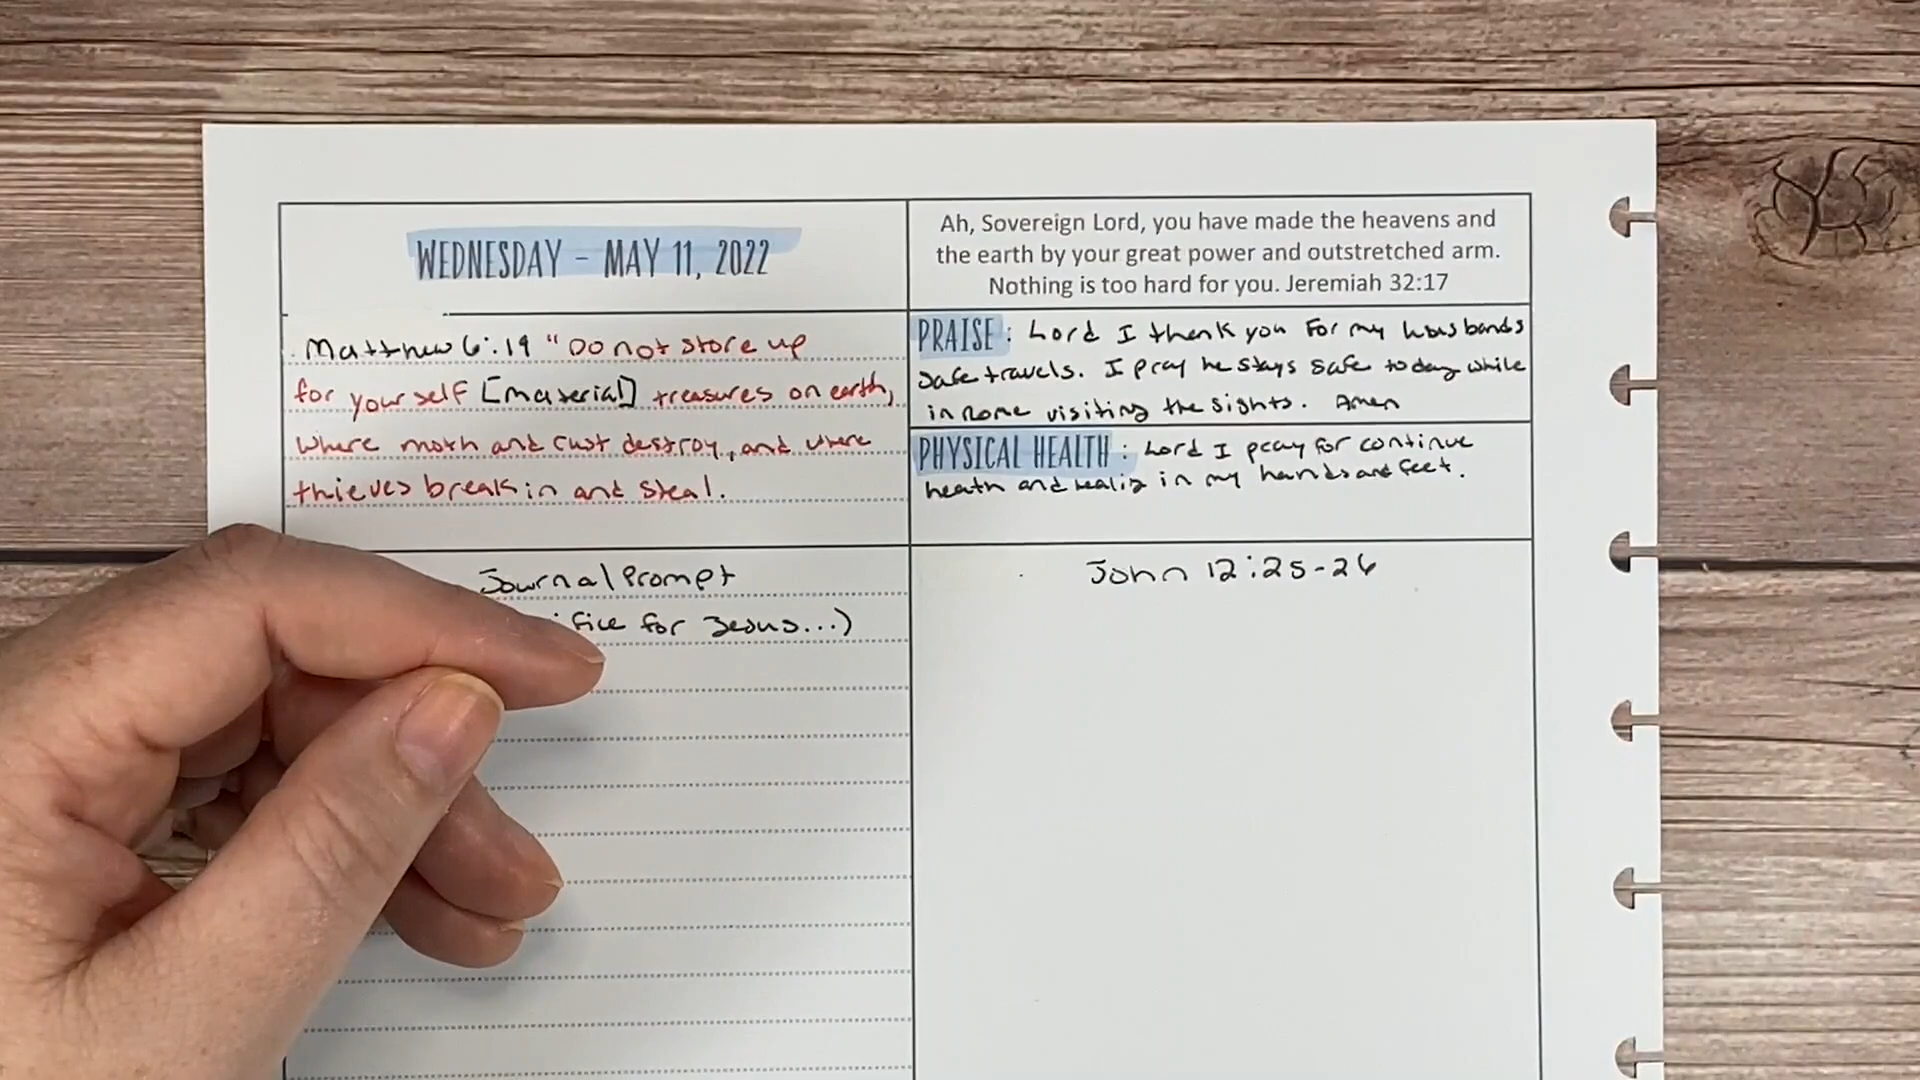 WEDNESDAY - MAY 11, 2022
Matthew 6:19 "Do not store up
for yourself [material] treasures on earth,
where moth and rust destroy, and where
thieves break in and steal.
Journal Prompt
fice for Jesus...)
Ah, Sovereign Lord, you have made the heavens and
the earth by your great power and outstretched arm.
Nothing is too hard for you. Jeremiah 32:17
PRAISE: Lord I thank you for my husbands
safe travels. I pray he stays safe today while
in Rome visiting the sights. Amen
PHYSICAL HEALTH: Lord I pray for continue
heath and in my hands and feet.
John 12:25-26